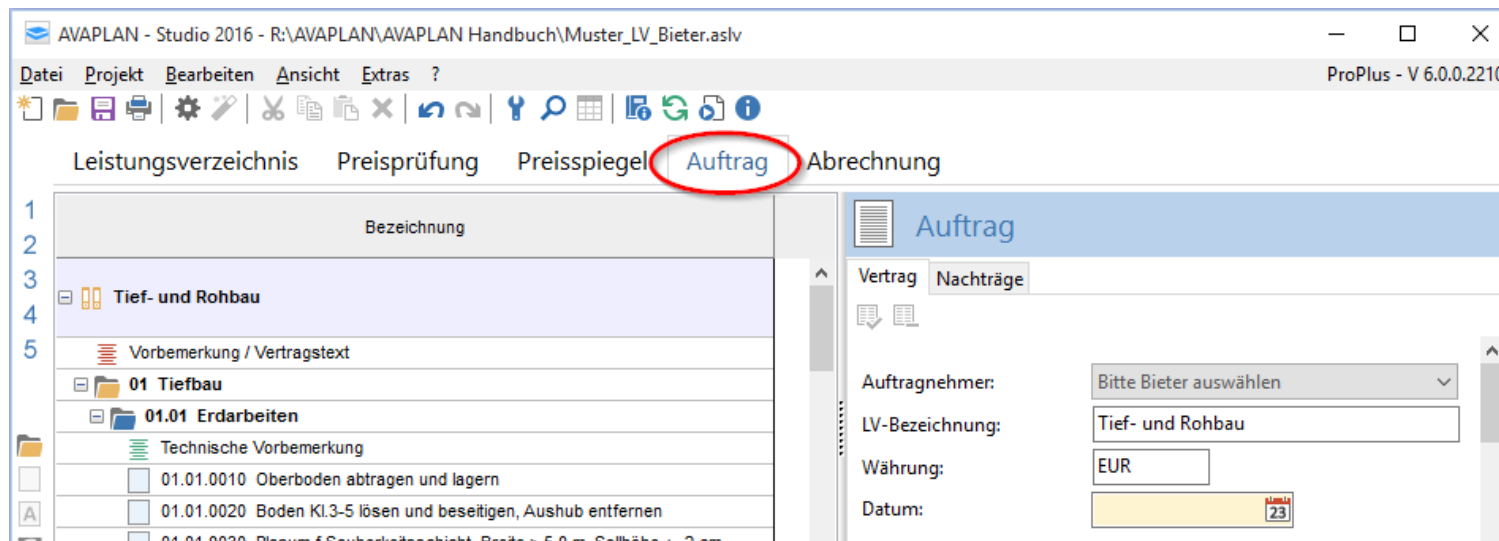 AVAPLAN - Studio 2016 - R:\AVAPLAN\AVAPLAN Handbuch\Muster_LV_Bieter.aslv
Datei Projekt Bearbeiten Ansicht Extras ?
ProPlus - V 6.0.0.2210
Leistungsverzeichnis Preisprüfung Preisspiegel Auftrag Abrechnung
1
2
3
4
5
A
Bezeichnung
Tief- und Rohbau
Vorbemerkung / Vertragstext
01 Tiefbau
01.01 Erdarbeiten
Technische Vorbemerkung
01.01.0010 Oberboden abtragen und lagern
01.01.0020 Boden Kl.3-5 lösen und beseitigen, Aushub entfernen
Auftrag
Vertrag Nachträge
Auftragnehmer: Bitte Bieter auswählen
LV-Bezeichnung: Tief- und Rohbau
Währung: EUR
Datum: 23